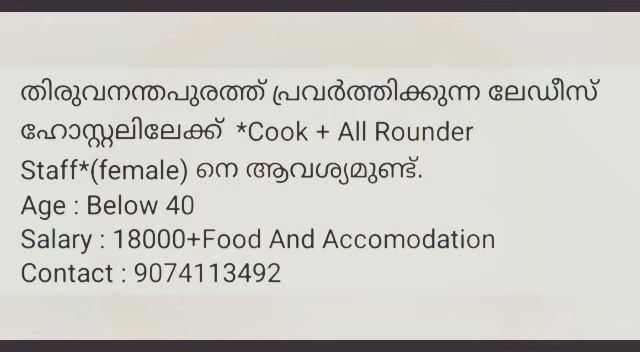 തിരുവനന്തപുരത്ത് പ്രവർത്തിക്കുന്ന ലേഡീസ്
ഹോസ്റ്റലിലേക്ക് *Cook + All Rounder
Staff*(female) നെ ആവശ്യമുണ്ട്.
Age : Below 40
Salary : 18000+Food And Accomodation
Contact : 9074113492